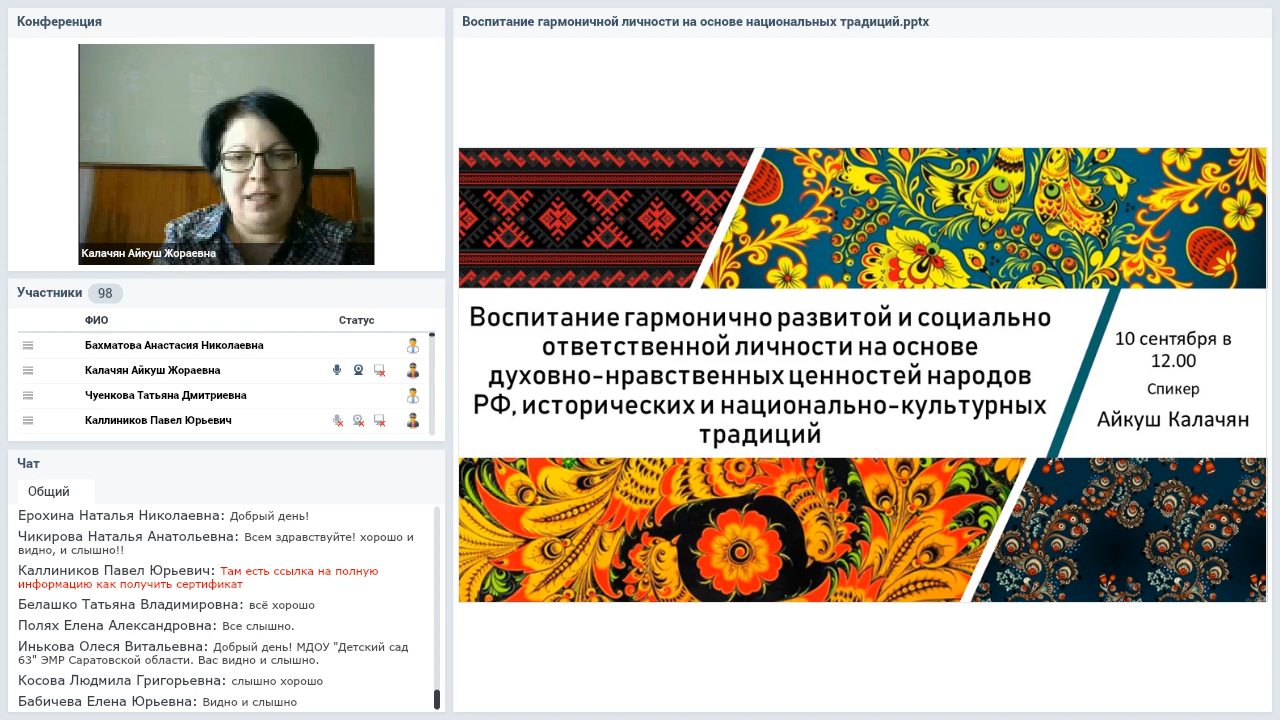 Конференция
Калачян Айкуш Жораевна
Участники 98
ФИО Статус
Бахматова Анастасия Николаевна
Калачян Айкуш Жораевна
Чуенкова Татьяна Дмитриевна
Каллиников Павел Юрьевич
Чат
Общий
Ерохина Наталья Николаевна: Добрый день!
Чикирова Наталья Анатольевна: Всем здравствуйте! хорошо и
видно, и слышно!!
Каллиников Павел Юрьевич: Там есть ссылка на полную
информацию как получить сертификат
Белашко Татьяна Владимировна: всё хорошо
Полях Елена Александровна: Все слышно.
Инькова Олеся Витальевна: Добрый день! МДОУ "Детский сад
63" ЭМР Саратовской области. Вас видно и слышно.
Косова Людмила Григорьевна: слышно хорошо
Бабичева Елена Юрьевна: Видно и слышно
Воспитание гармоничной личности на основе национальных традиций.pptx
Воспитание гармонично развитой и социально
ответственной личности на основе
духовно-нравственных ценностей народов
РФ, исторических и национально-культурных
традиций
10 сентября в
12.00
Спикер
Айкуш Калачян